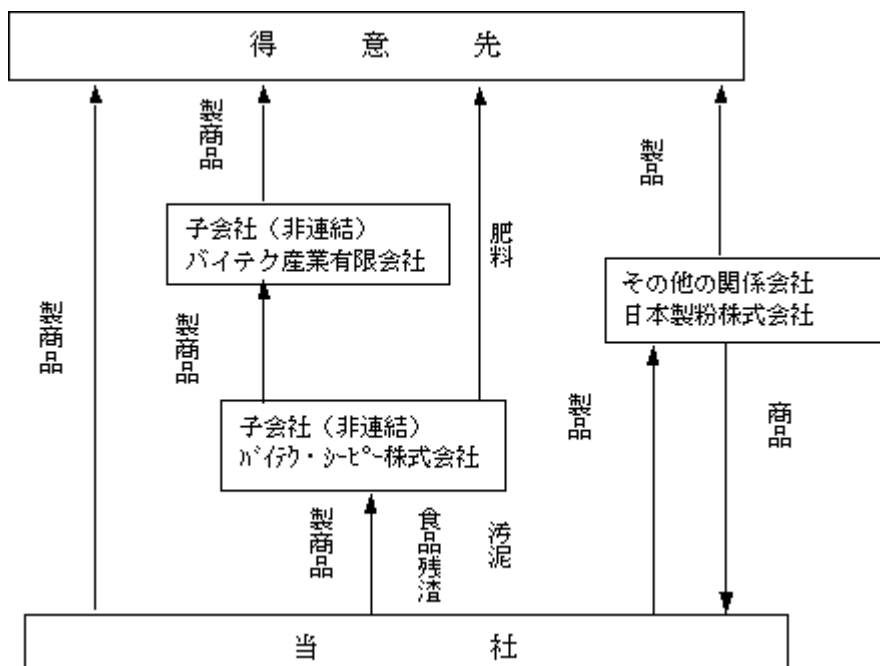 得意先
製商品
製品
子会社（非連結）
バイテク産業有限会社
肥料
その他の関係会社
日本製粉株式会社
製商品
製商品
製品
商品
子会社（非連結）
ﾊﾞｲﾃｸ・ｼｰﾋﾟｰ株式会社
製商品
食品残渣
汚泥
当社